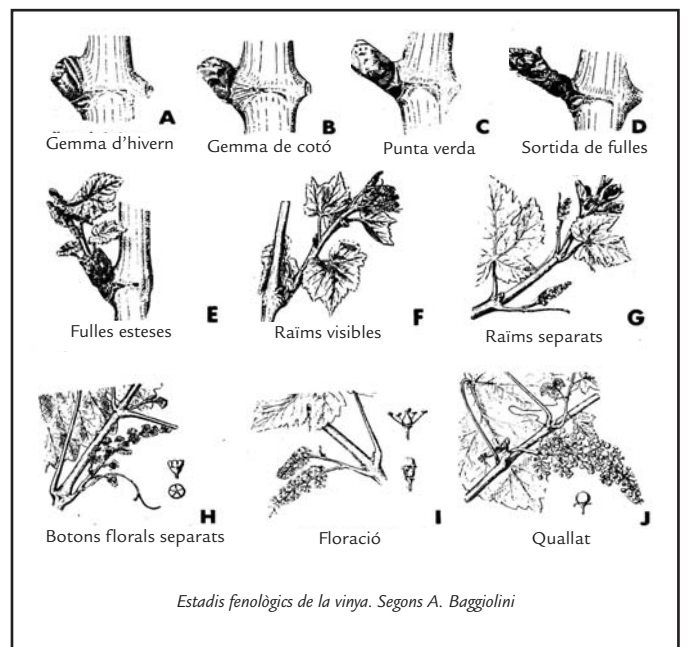 A
Gemma d'hivern
B
Gemma de cotó
C
Punta verda
D
Sortida de fulles
E
Fulles esteses
F
Raïms visibles
G
Raïms separats
H
Botons florals separats
I
Floració
J
Quallat
Estadis fenològics de la vinya. Segons A. Baggiolini